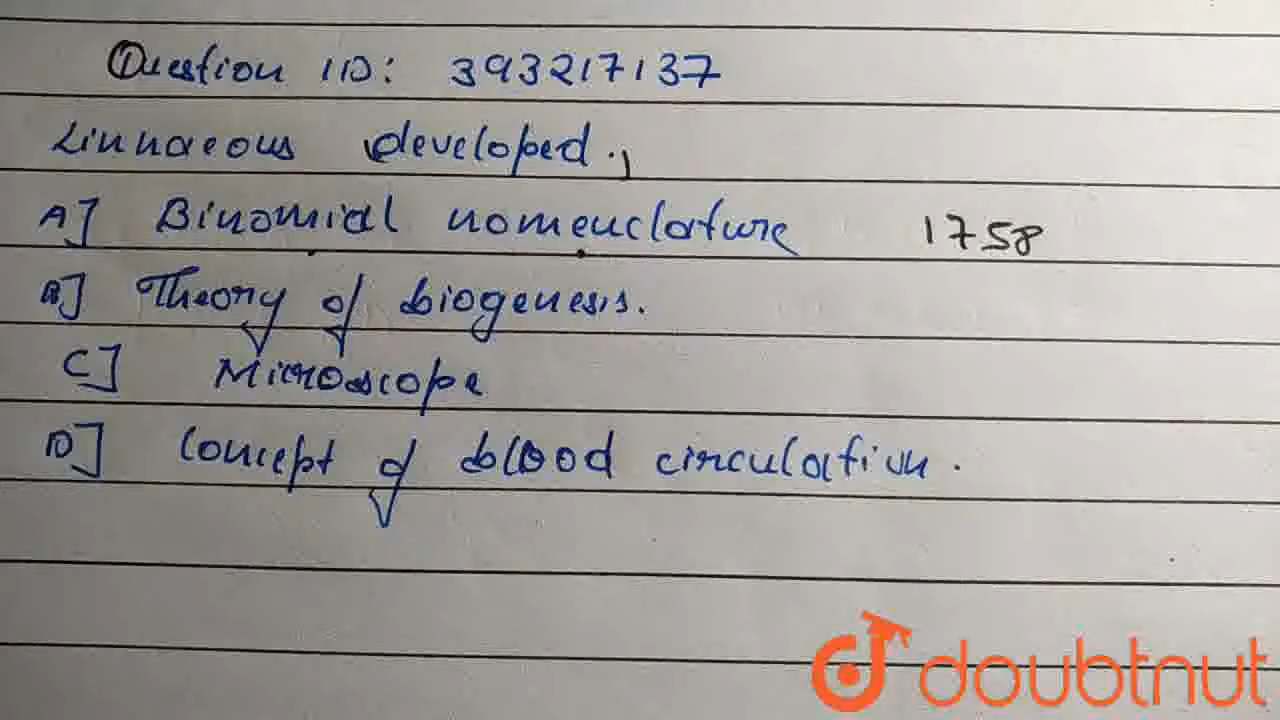 Question ID: 393217137
Linnaeous developed.,
A] Binomial nomenclature 1758
B] Theory of biogenesis.
C] Microscope
D] Concept of blood circulation.
doubtnut